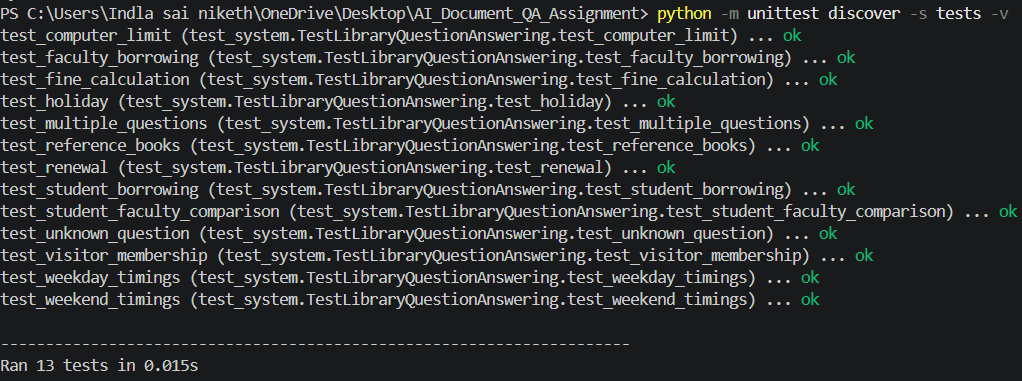 PS C:\Users\Indla sai niketh\OneDrive\Desktop\AI_Document_QA_Assignment> python -m unittest discover -s tests -v
test_computer_limit (test_system.TestLibraryQuestionAnswering.test_computer_limit) ... ok
test_faculty_borrowing (test_system.TestLibraryQuestionAnswering.test_faculty_borrowing) ... ok
test_fine_calculation (test_system.TestLibraryQuestionAnswering.test_fine_calculation) ... ok
test_holiday (test_system.TestLibraryQuestionAnswering.test_holiday) ... ok
test_multiple_questions (test_system.TestLibraryQuestionAnswering.test_multiple_questions) ... ok
test_reference_books (test_system.TestLibraryQuestionAnswering.test_reference_books) ... ok
test_renewal (test_system.TestLibraryQuestionAnswering.test_renewal) ... ok
test_student_borrowing (test_system.TestLibraryQuestionAnswering.test_student_borrowing) ... ok
test_student_faculty_comparison (test_system.TestLibraryQuestionAnswering.test_student_faculty_comparison) ... ok
test_unknown_question (test_system.TestLibraryQuestionAnswering.test_unknown_question) ... ok
test_visitor_membership (test_system.TestLibraryQuestionAnswering.test_visitor_membership) ... ok
test_weekday_timings (test_system.TestLibraryQuestionAnswering.test_weekday_timings) ... ok
test_weekend_timings (test_system.TestLibraryQuestionAnswering.test_weekend_timings) ... ok
----------------------------------------------------------------------
Ran 13 tests in 0.015s